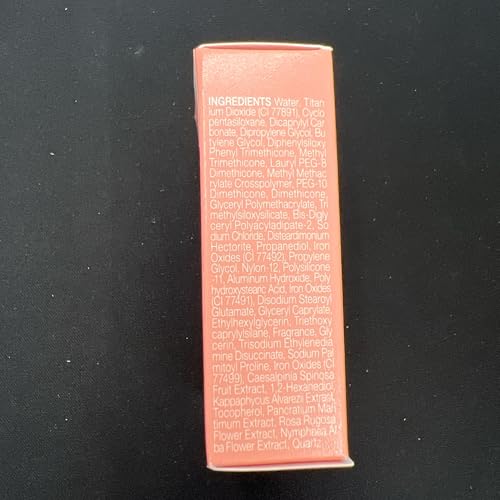 INGREDIENTS Water, Titan
ium Dioxide (CI 77891), Cyclo
pentasiloxane, Dicaprylyl Car
bonate, Dipropylene Glycol, Bu
tylene Glycol, Diphenylsiloxy
Phenyl Trimethicone, Methyl
Trimethicone, Lauryl PEG-8
Dimethicone, Methyl Methac
rylate Crosspolymer, PEG-10
Dimethicone, Dimethicone,
Glyceryl Polymethacrylate, Tri
methylsiloxysilicate, Bis-Digly
ceryl Polyacyladipate-2, So
dium Chloride, Disteardimonium
Hectorite, Propanediol, Iron
Oxides (CI 77492), Propylene
Glycol, Nylon-12, Polysilicone
-11, Aluminum Hydroxide, Poly
hydroxystearic Acid, Iron Oxides
(CI 77491), Disodium Stearoyl
Glutamate, Glyceryl Caprylate,
Ethylhexylglycerin, Triethoxy
caprylylsilane, Fragrance, Gly
cerin, Trisodium Ethylenedia
mine Disuccinate, Sodium Pal
mitoyl Proline, Iron Oxides (CI
77499), Caesalpinia Spinosa
Fruit Extract, 1,2-Hexanediol,
Kappaphycus Alvarezii Extract,
Tocopherol, Pancratium Mari
timum Extract, Rosa Rugosa
Flower Extract, Nymphaea Al
ba Flower Extract, Quartz